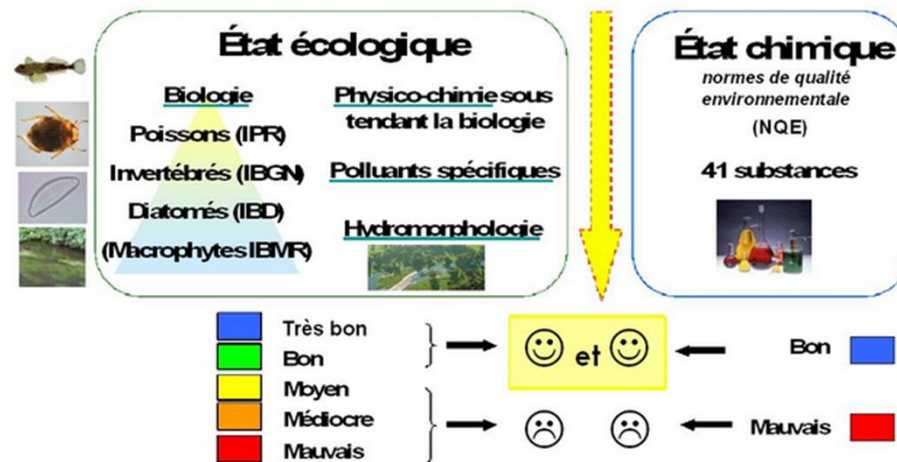 État écologique
Biologie
Poissons (IPR)
Invertébrés (IBGN)
Diatomés (IBD)
(Macrophytes IBMR)
Physico-chimie sous
tendant la biologie
Polluants spécifiques
Hydromorphologie
État chimique
normes de qualité
environnementale
(NQE)
41 substances
Très bon
Bon
Moyen
Médiocre
Mauvais
et
Bon
Mauvais